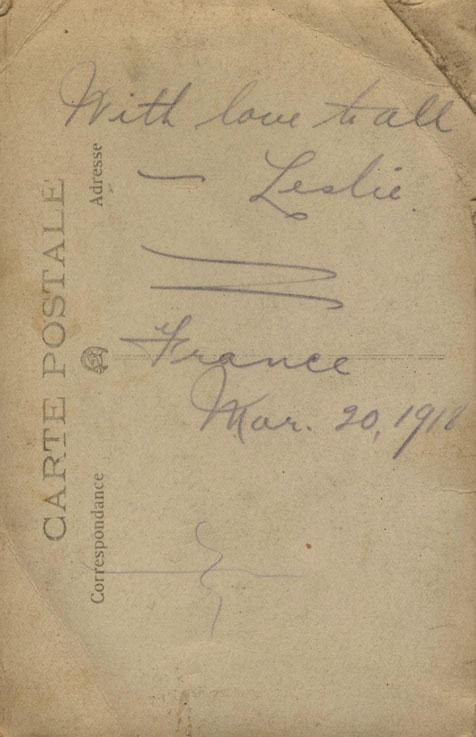 With love to all
— Leslie.
France
Mar. 20, 1918
CARTE POSTALE
Adresse
Correspondance